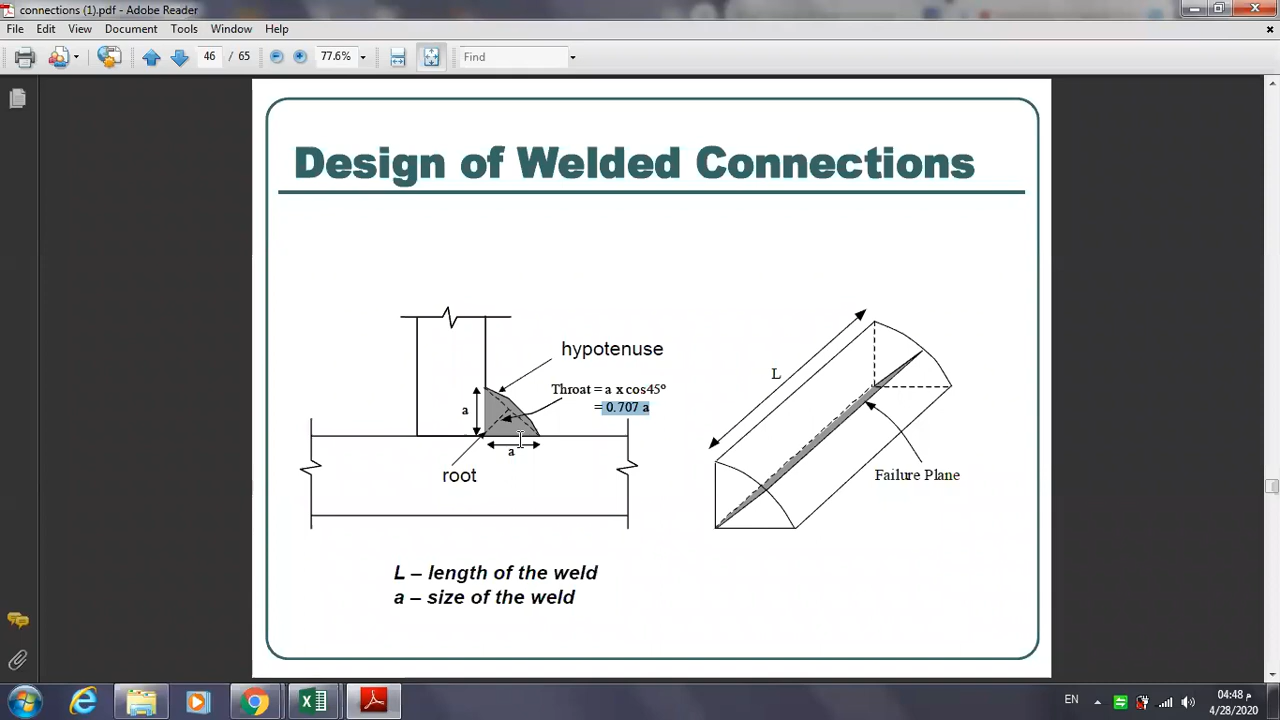 connections (1).pdf - Adobe Reader
File Edit View Document Tools Window Help
46 / 65 77.6% Find
Design of Welded Connections
hypotenuse
Throat = a x cos45º
= 0.707 a
a
a
root
L
Failure Plane
L – length of the weld
a – size of the weld
EN
04:48 م
4/28/2020